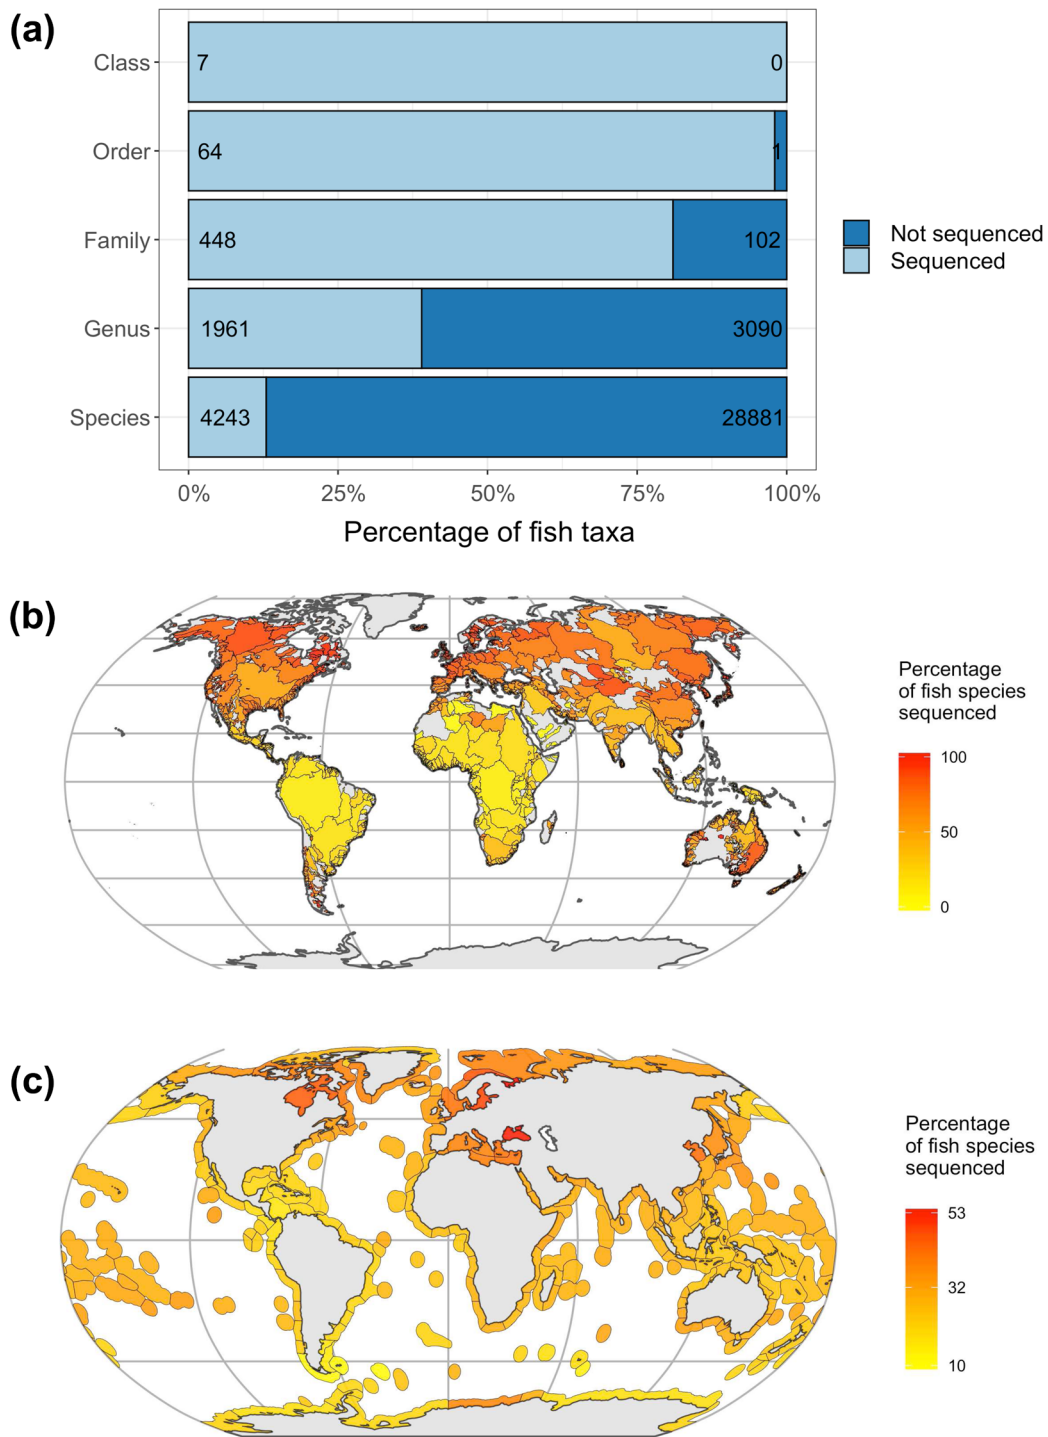 (a)
Class
7
0
Order
64
1
Family
448
102
Genus
1961
3090
Species
4243
28881
0%
25%
50%
75%
100%
Percentage of fish taxa
Not sequenced
Sequenced
(b)
Percentage
of fish species
sequenced
100
50
0
(c)
Percentage
of fish species
sequenced
53
32
10